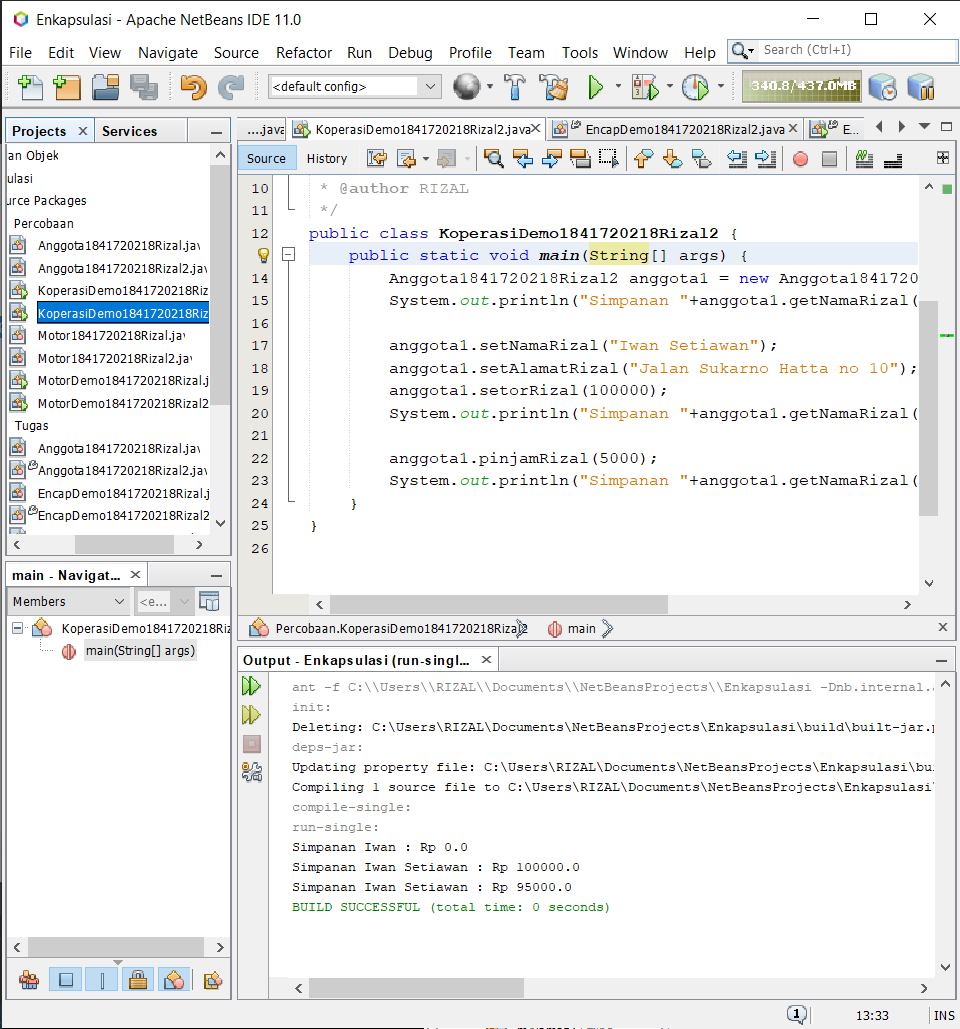 Enkapsulasi - Apache NetBeans IDE 11.0
File Edit View Navigate Source Refactor Run Debug Profile Team Tools Window Help Search (Ctrl+I)
<default config> 340.8/437.0MB
Projects Services
an Objek
ulasi
urce Packages
Percobaan
Anggota1841720218Rizal.jav
Anggota1841720218Rizal2.jav
KoperasiDemo1841720218Riz
KoperasiDemo1841720218Riz
Motor1841720218Rizal.jav
Motor1841720218Rizal2.jav
MotorDemo1841720218Rizal.j
MotorDemo1841720218Rizal2
Tugas
Anggota1841720218Rizal.jav
Anggota1841720218Rizal2.jav
EncapDemo1841720218Rizal.j
EncapDemo1841720218Rizal2
main - Navigat...
Members <e...
KoperasiDemo1841720218Riz
main(String[] args)
....java KoperasiDemo1841720218Rizal2.java EncapDemo1841720218Rizal2.java E...
Source History
10 * @author RIZAL
11 */
12 public class KoperasiDemo1841720218Rizal2 {
public static void main(String[] args) {
14 Anggota1841720218Rizal2 anggota1 = new Anggota1841720
15 System.out.println("Simpanan "+anggota1.getNamaRizal(
16
17 anggota1.setNamaRizal("Iwan Setiawan");
18 anggota1.setAlamatRizal("Jalan Sukarno Hatta no 10");
19 anggota1.setorRizal(100000);
20 System.out.println("Simpanan "+anggota1.getNamaRizal(
21
22 anggota1.pinjamRizal(5000);
23 System.out.println("Simpanan "+anggota1.getNamaRizal(
24 }
25 }
26
Percobaan.KoperasiDemo1841720218Rizal2 main
Output - Enkapsulasi (run-singl...
ant -f C:\\Users\\RIZAL\\Documents\\NetBeansProjects\\Enkapsulasi -Dnb.internal.
init:
Deleting: C:\Users\RIZAL\Documents\NetBeansProjects\Enkapsulasi\build\built-jar.p
deps-jar:
Updating property file: C:\Users\RIZAL\Documents\NetBeansProjects\Enkapsulasi\bui
Compiling 1 source file to C:\Users\RIZAL\Documents\NetBeansProjects\Enkapsulasi\
compile-single:
run-single:
Simpanan Iwan : Rp 0.0
Simpanan Iwan Setiawan : Rp 100000.0
Simpanan Iwan Setiawan : Rp 95000.0
BUILD SUCCESSFUL (total time: 0 seconds)
1 13:33 INS